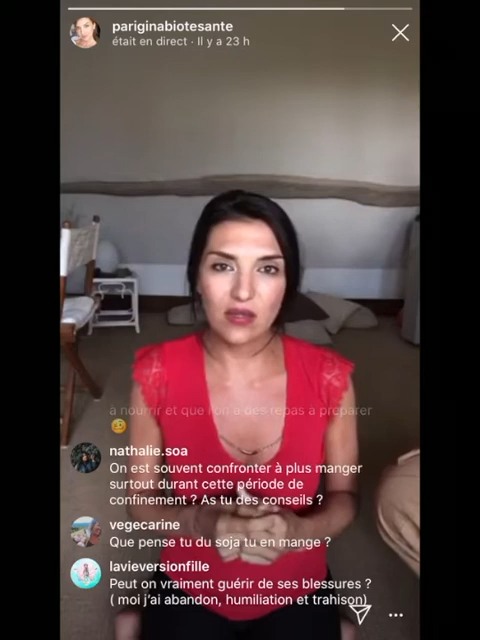 pariginabiotesante
était en direct · Il y a 23 h
à nourrir et que l'on a des repas à préparer
nathalie.soa
On est souvent confronter à plus manger
surtout durant cette période de
confinement ? As tu des conseils ?
vegecarine
Que pense tu du soja tu en mange ?
lavieversionfille
Peut on vraiment guérir de ses blessures ?
( moi j'ai abandon, humiliation et trahison)